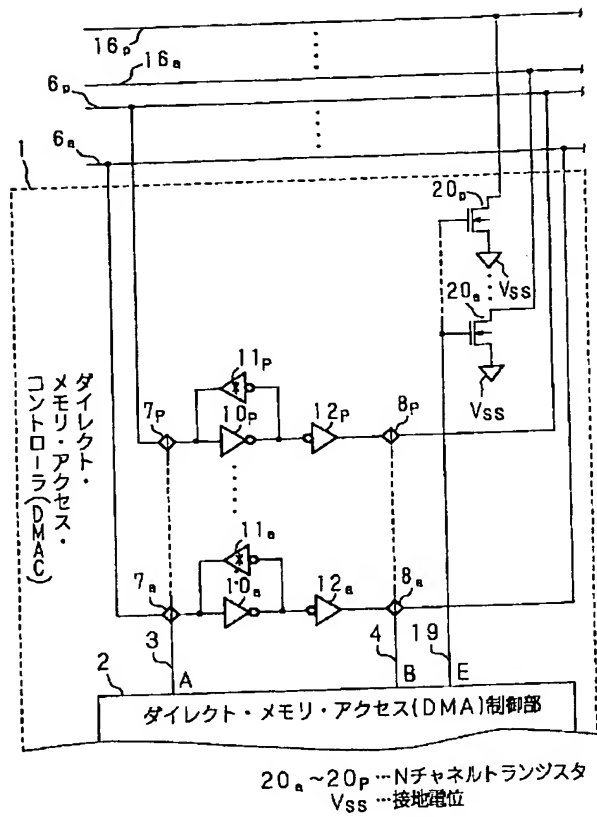 16p
16a
6p
6a
1
20p
VSS
20a
VSS
ダイレクト・
メモリ・アクセス・
コントローラ(DMAC)
11p
7p
10p
12p
8p
11a
7a
10a
12a
8a
3
A
4
B
19
E
2
ダイレクト・メモリ・アクセス(DMA)制御部
20a~20p…Nチャネルトランジスタ
VSS…接地電位